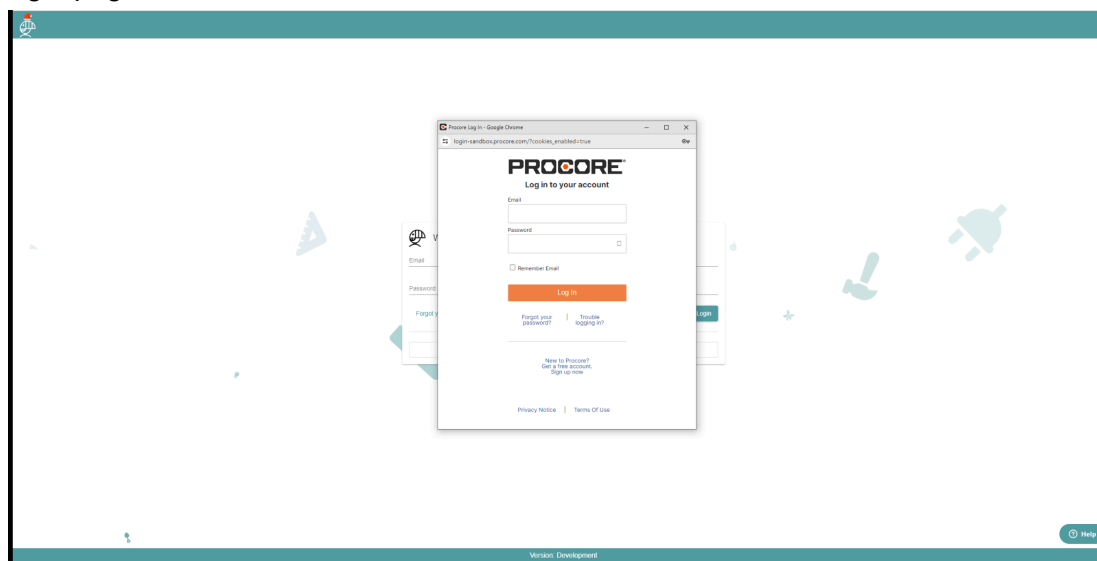 Procore Log In - Google Chrome
login-sandbox.procore.com/?cookies_enabled=true
PROCORE
Log in to your account
Email
Password
Remember Email
Log In
Forgot your password?
Trouble logging in?
New to Procore?
Get a free account.
Sign up now
Privacy Notice | Terms Of Use
W
Email
Password
Forgot y
Login
Help
Version: Development